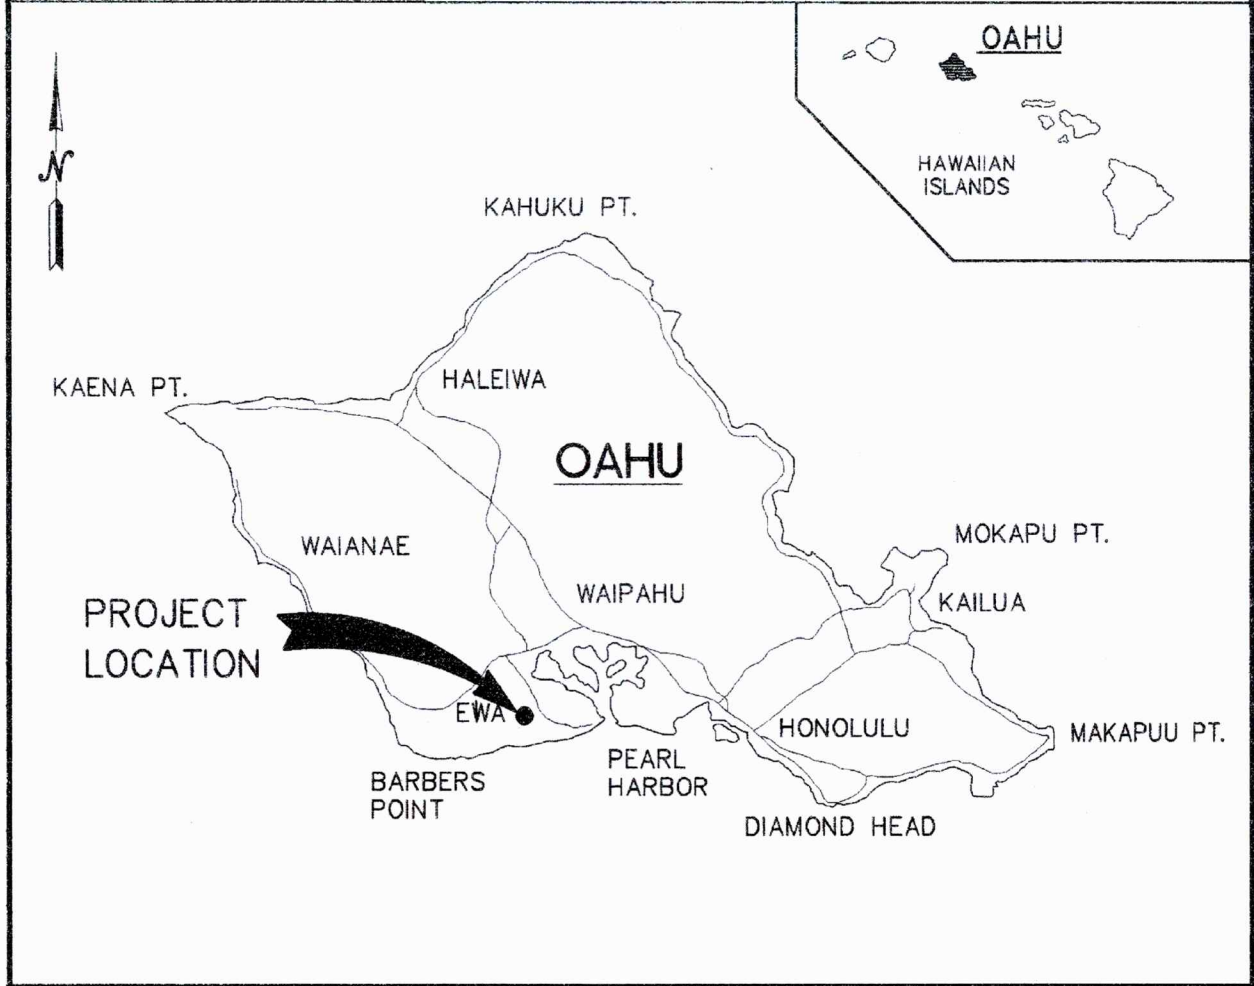 OAHU
HAWAIIAN
ISLANDS
N
KAHUKU PT.
KAENA PT.
HALEIWA
OAHU
MOKAPU PT.
WAIANAE
WAIPAHU
KAILUA
PROJECT
LOCATION
EWA
HONOLULU
MAKAPUU PT.
PEARL
HARBOR
BARBERS
POINT
DIAMOND HEAD